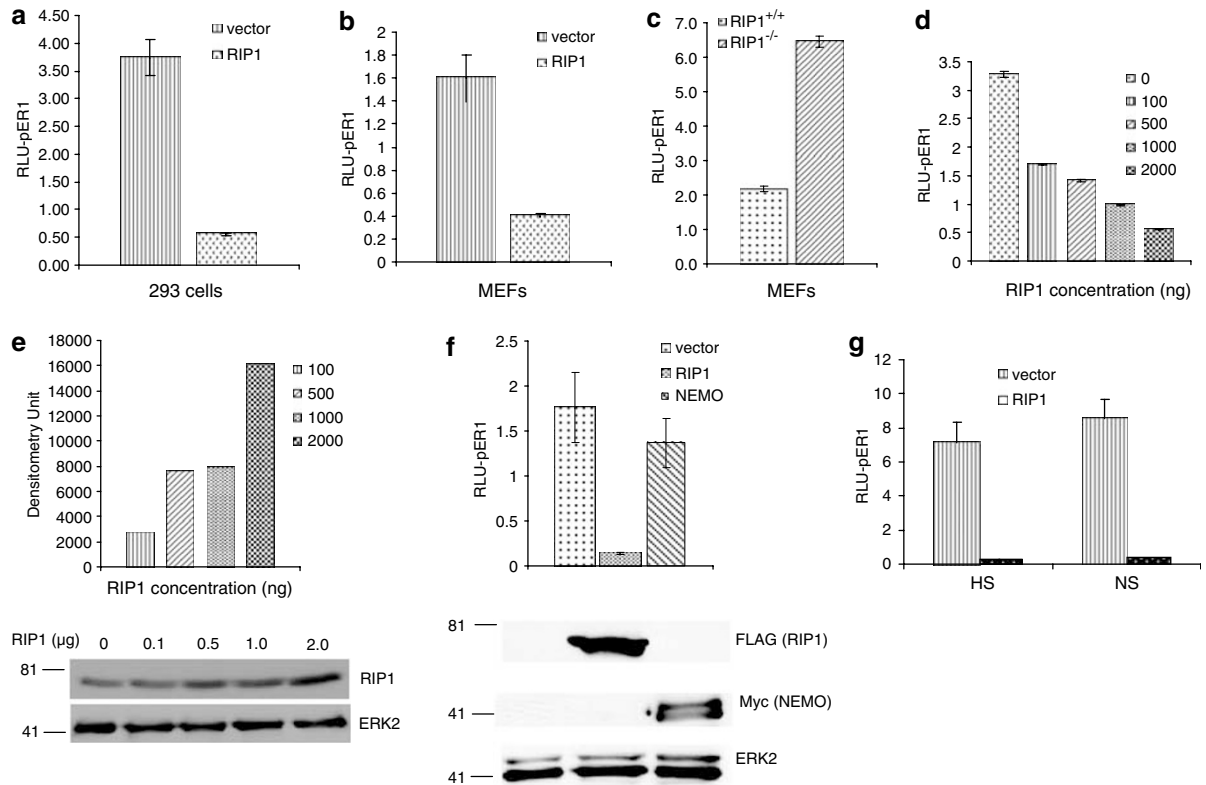 a
4.50
4.00
3.50
3.00
2.50
2.00
1.50
1.00
0.50
0.00
RLU-pER1
vector
RIP1
293 cells
b
2
1.8
1.6
1.4
1.2
1
0.8
0.6
0.4
0.2
0
RLU-pER1
vector
RIP1
MEFs
c
7.0
6.0
5.0
4.0
3.0
2.0
1.0
0.0
RLU-pER1
RIP1+/+
RIP1-/-
MEFs
d
3.5
3
2.5
2
1.5
1
0.5
0
RLU-pER1
0
100
500
1000
2000
RIP1 concentration (ng)
e
18000
16000
14000
12000
10000
8000
6000
4000
2000
0
Densitometry Unit
100
500
1000
2000
RIP1 concentration (ng)
RIP1 (µg) 0 0.1 0.5 1.0 2.0
81
RIP1
ERK2
41
f
2.5
2
1.5
1
0.5
0
RLU-pER1
vector
RIP1
NEMO
81
FLAG (RIP1)
Myc (NEMO)
41
ERK2
41
g
12
10
8
6
4
2
0
RLU-pER1
vector
RIP1
HS NS